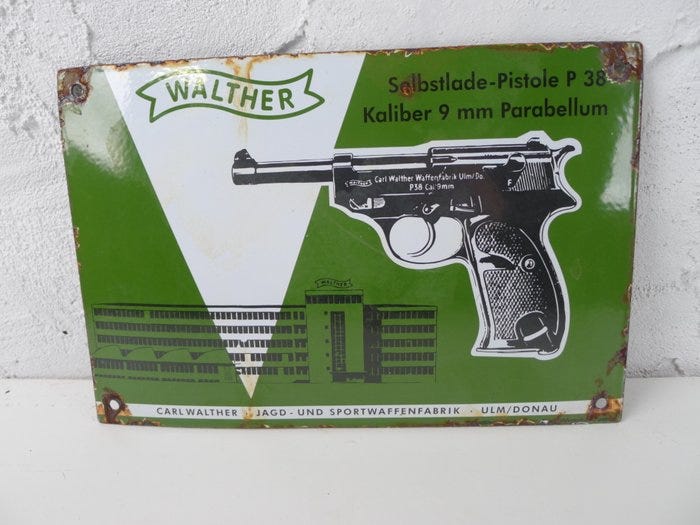 WALTHER
Selbstlade-Pistole P 38
Kaliber 9 mm Parabellum
Carl Walther Waffenfabrik Ulm/Do.
P38 Cal. 9mm
F
WALTHER
CARL WALTHER JAGD- UND SPORTWAFFENFABRIK · ULM/DONAU